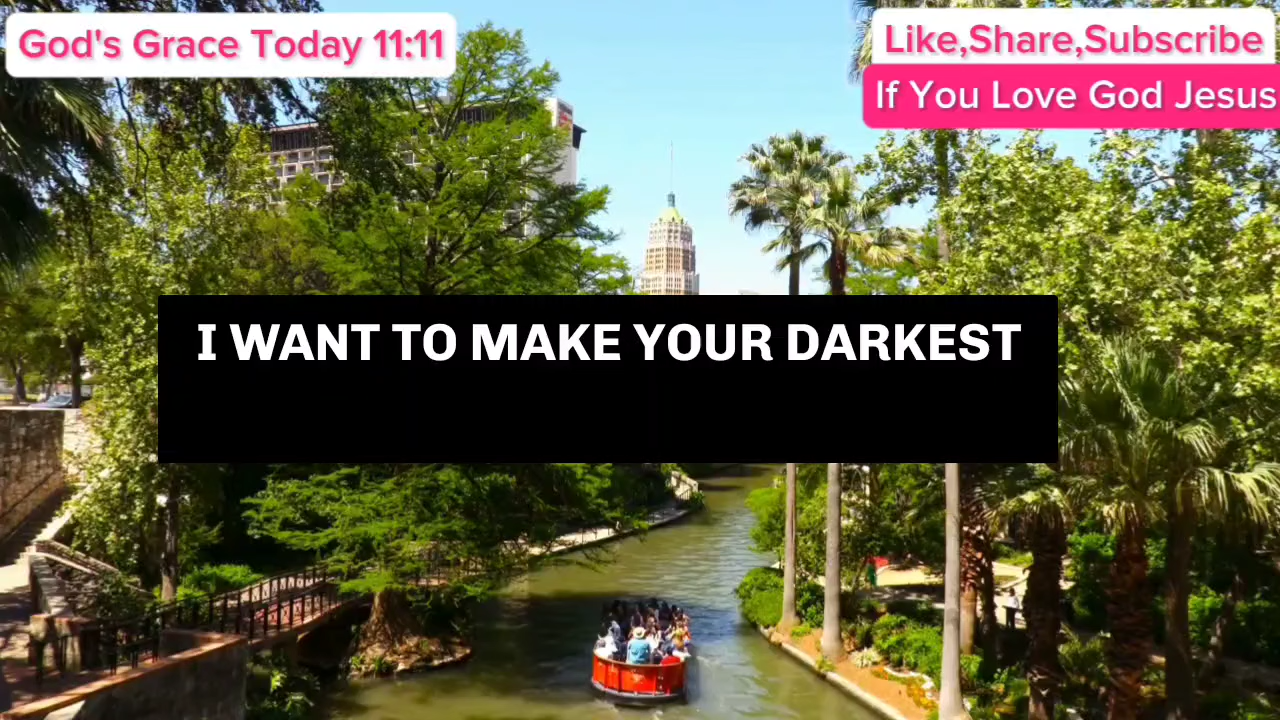 God's Grace Today 11:11
Like,Share,Subscribe
If You Love God Jesus
I WANT TO MAKE YOUR DARKEST